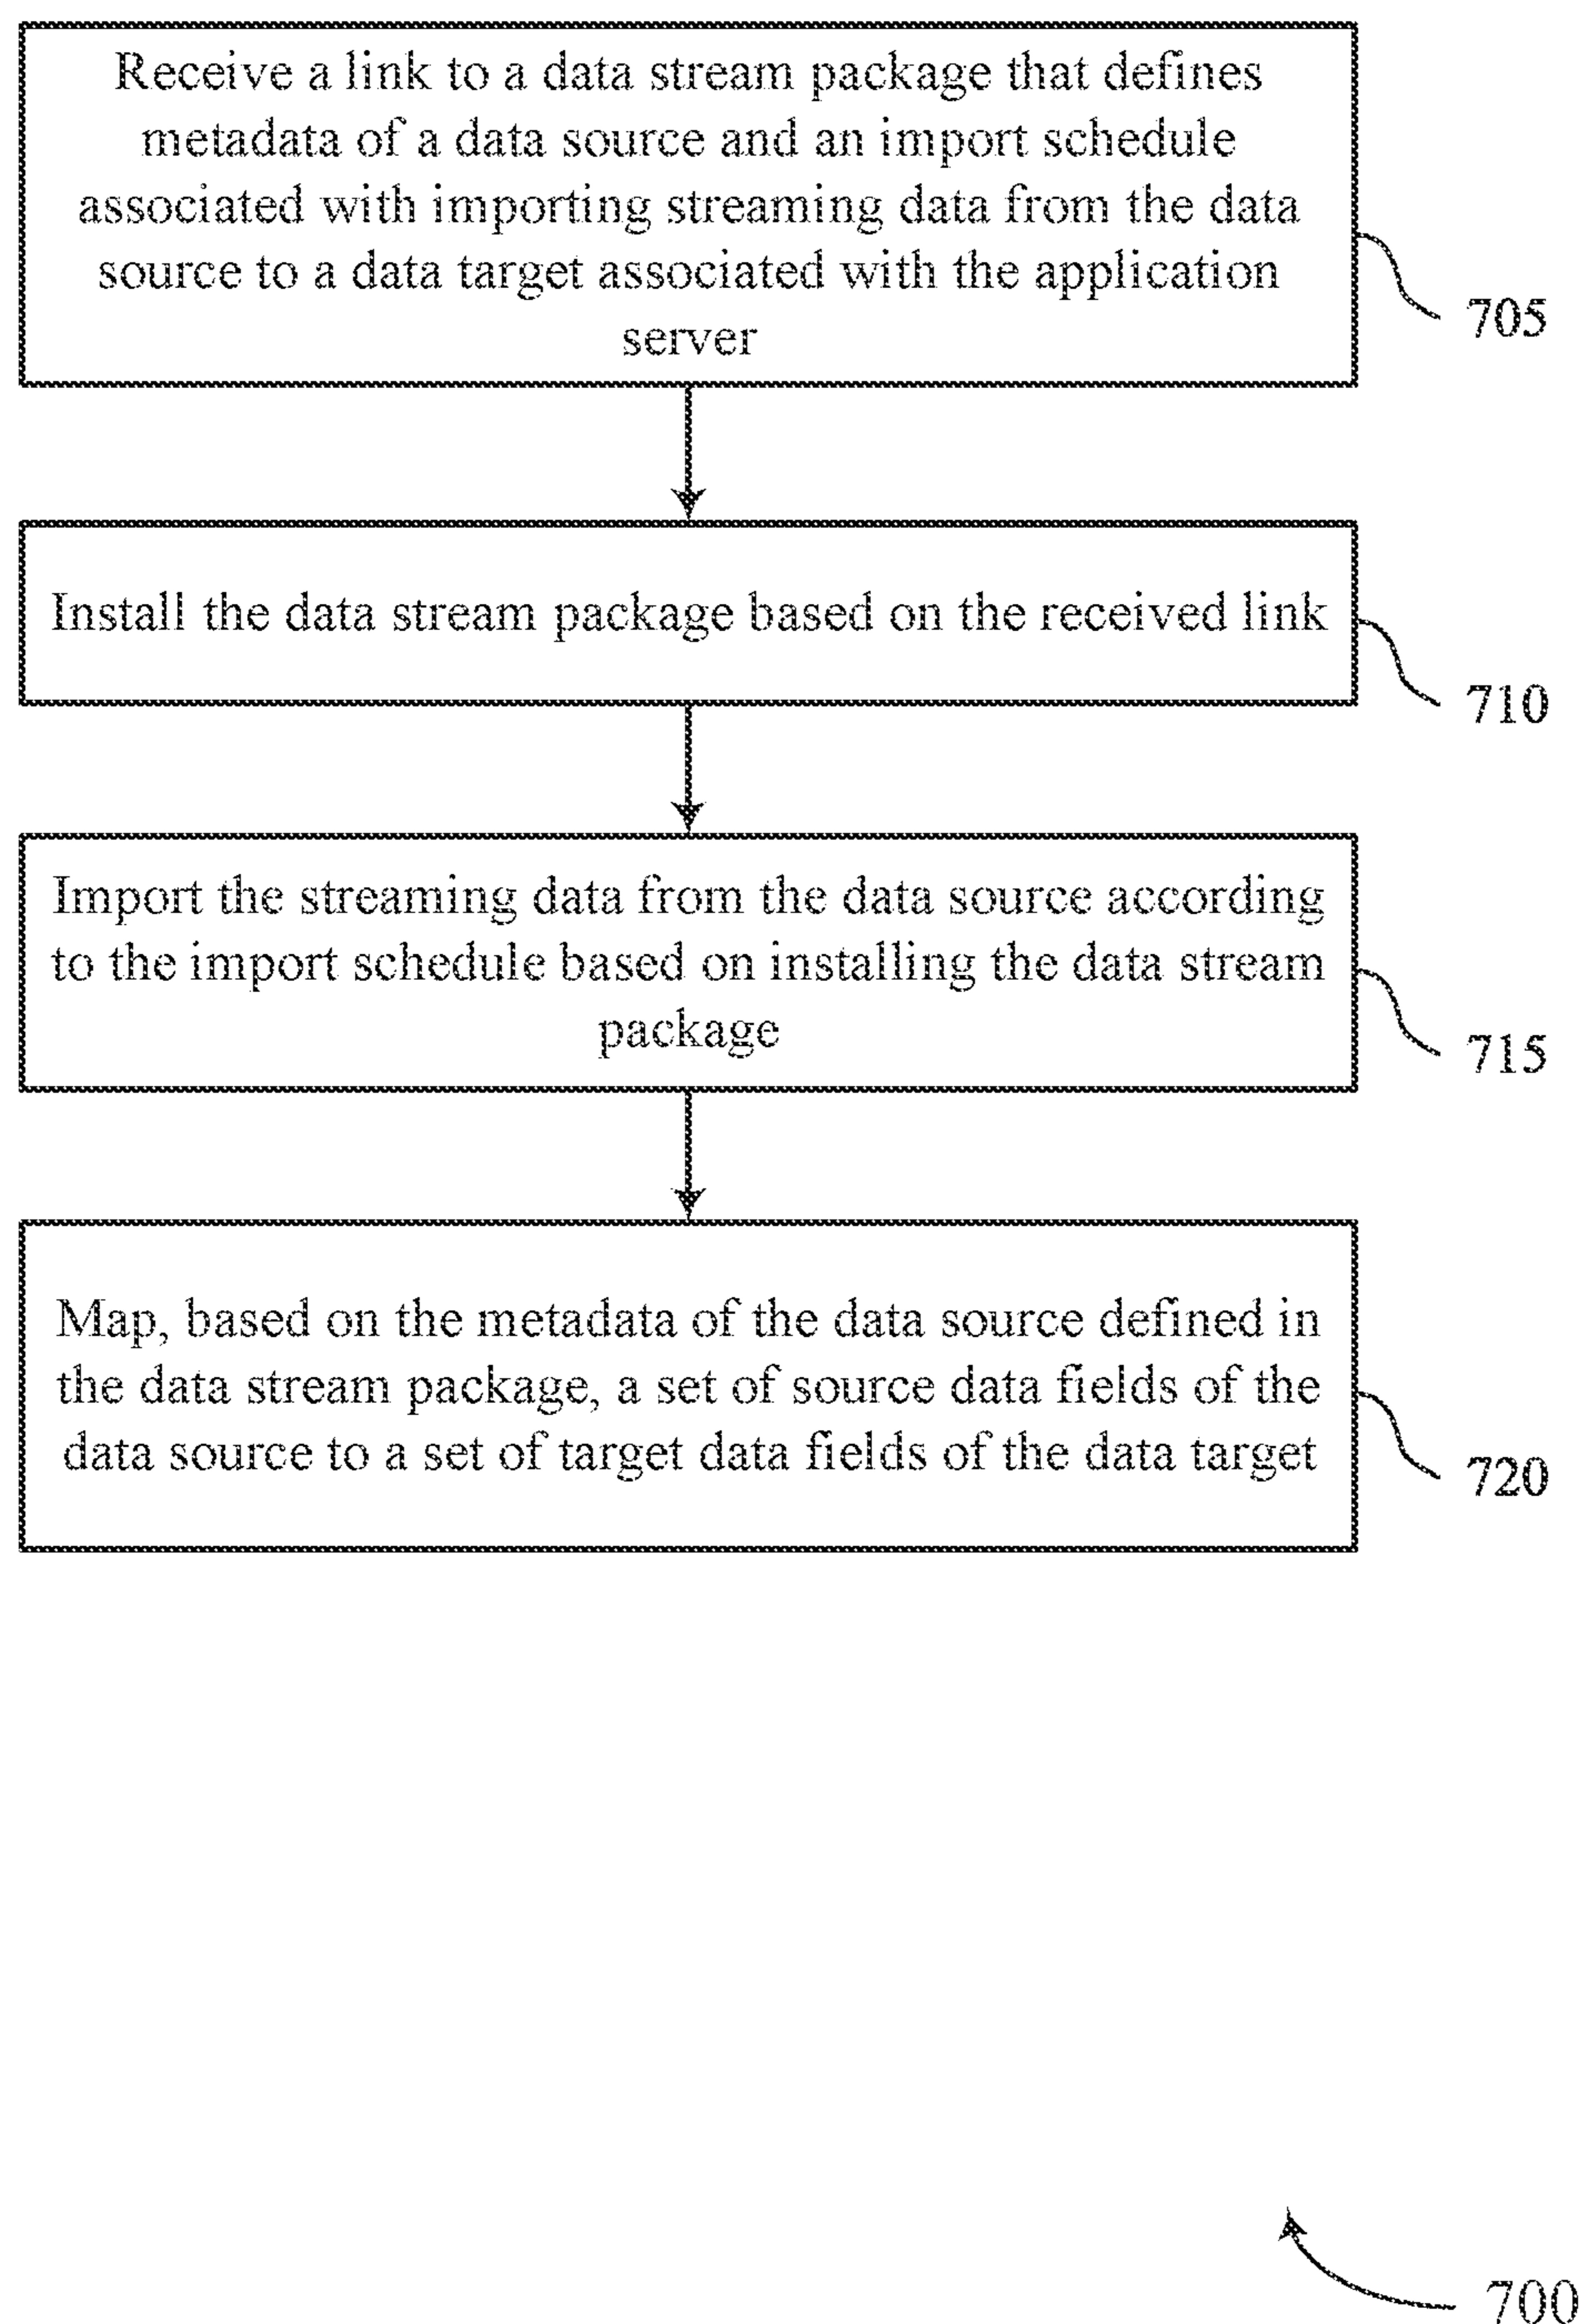 Receive a link to a data stream package that defines
metadata of a data source and an import schedule
associated with importing streaming data from the data
source to a data target associated with the application
server
705
Install the data stream package based on the received link
710
Import the streaming data from the data source according
to the import schedule based on installing the data stream
package
715
Map, based on the metadata of the data source defined in
the data stream package, a set of source data fields of the
data source to a set of target data fields of the data target
720
700